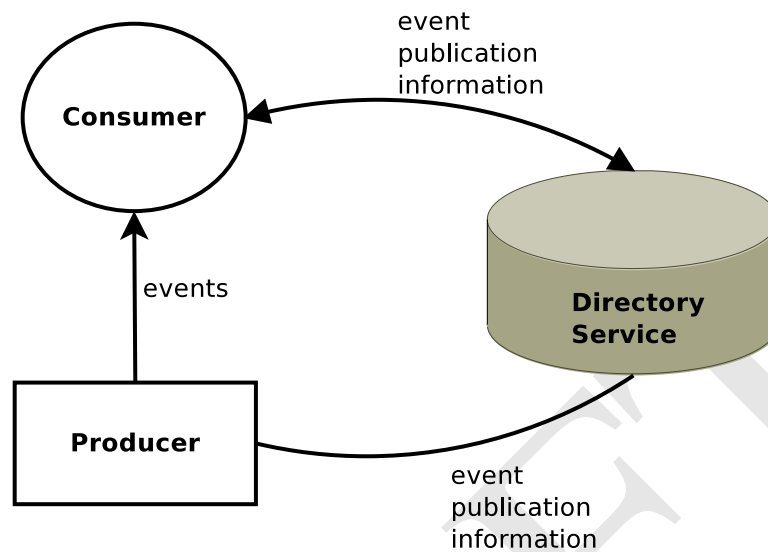 event
publication
information
Consumer
events
Directory
Service
Producer
event
publication
information